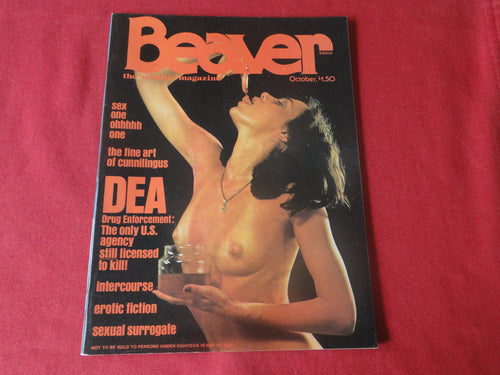 Beaver
October, $1.50
the magazine
sex
one
ohhhhh
one
the fine art
of cunnilingus
DEA
Drug Enforcement:
The only U.S.
agency
still licensed
to kill!
intercourse
erotic fiction
sexual surrogate
NOT TO BE SOLD TO PERSONS UNDER EIGHTEEN YEARS OF AGE